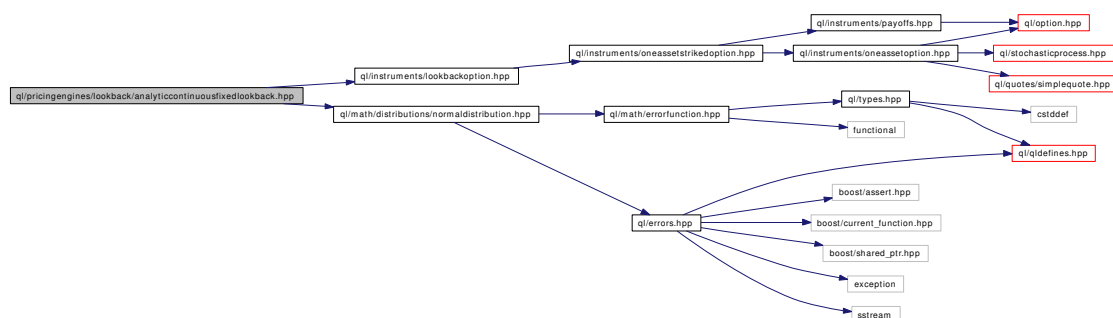 ql/pricingengines/lookback/analyticcontinuousfixedlookback.hpp
ql/instruments/lookbackoption.hpp
ql/math/distributions/normaldistribution.hpp
ql/instruments/oneassetstrikedoption.hpp
ql/math/errorfunction.hpp
ql/errors.hpp
ql/instruments/payoffs.hpp
ql/instruments/oneassetoption.hpp
ql/types.hpp
functional
ql/option.hpp
ql/stochasticprocess.hpp
ql/quotes/simplequote.hpp
cstddef
ql/qldefines.hpp
boost/assert.hpp
boost/current_function.hpp
boost/shared_ptr.hpp
exception
sstream